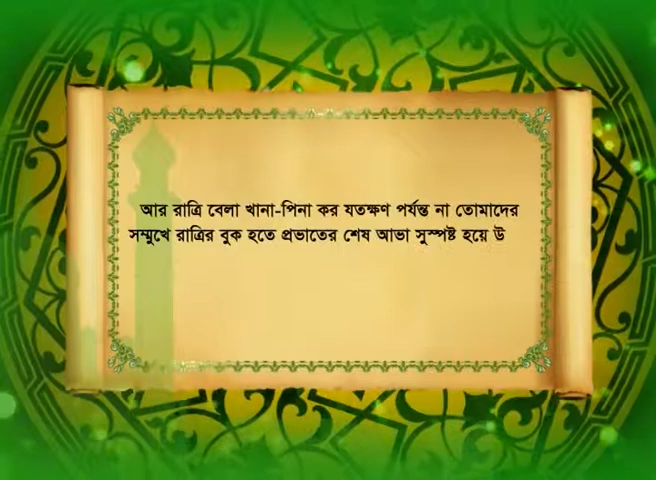 আর রাত্রি বেলা খানা-পিনা কর যতক্ষণ পর্যন্ত না তোমাদের
সম্মুখে রাত্রির বুক হতে প্রভাতের শেষ আভা সুস্পষ্ট হয়ে উ